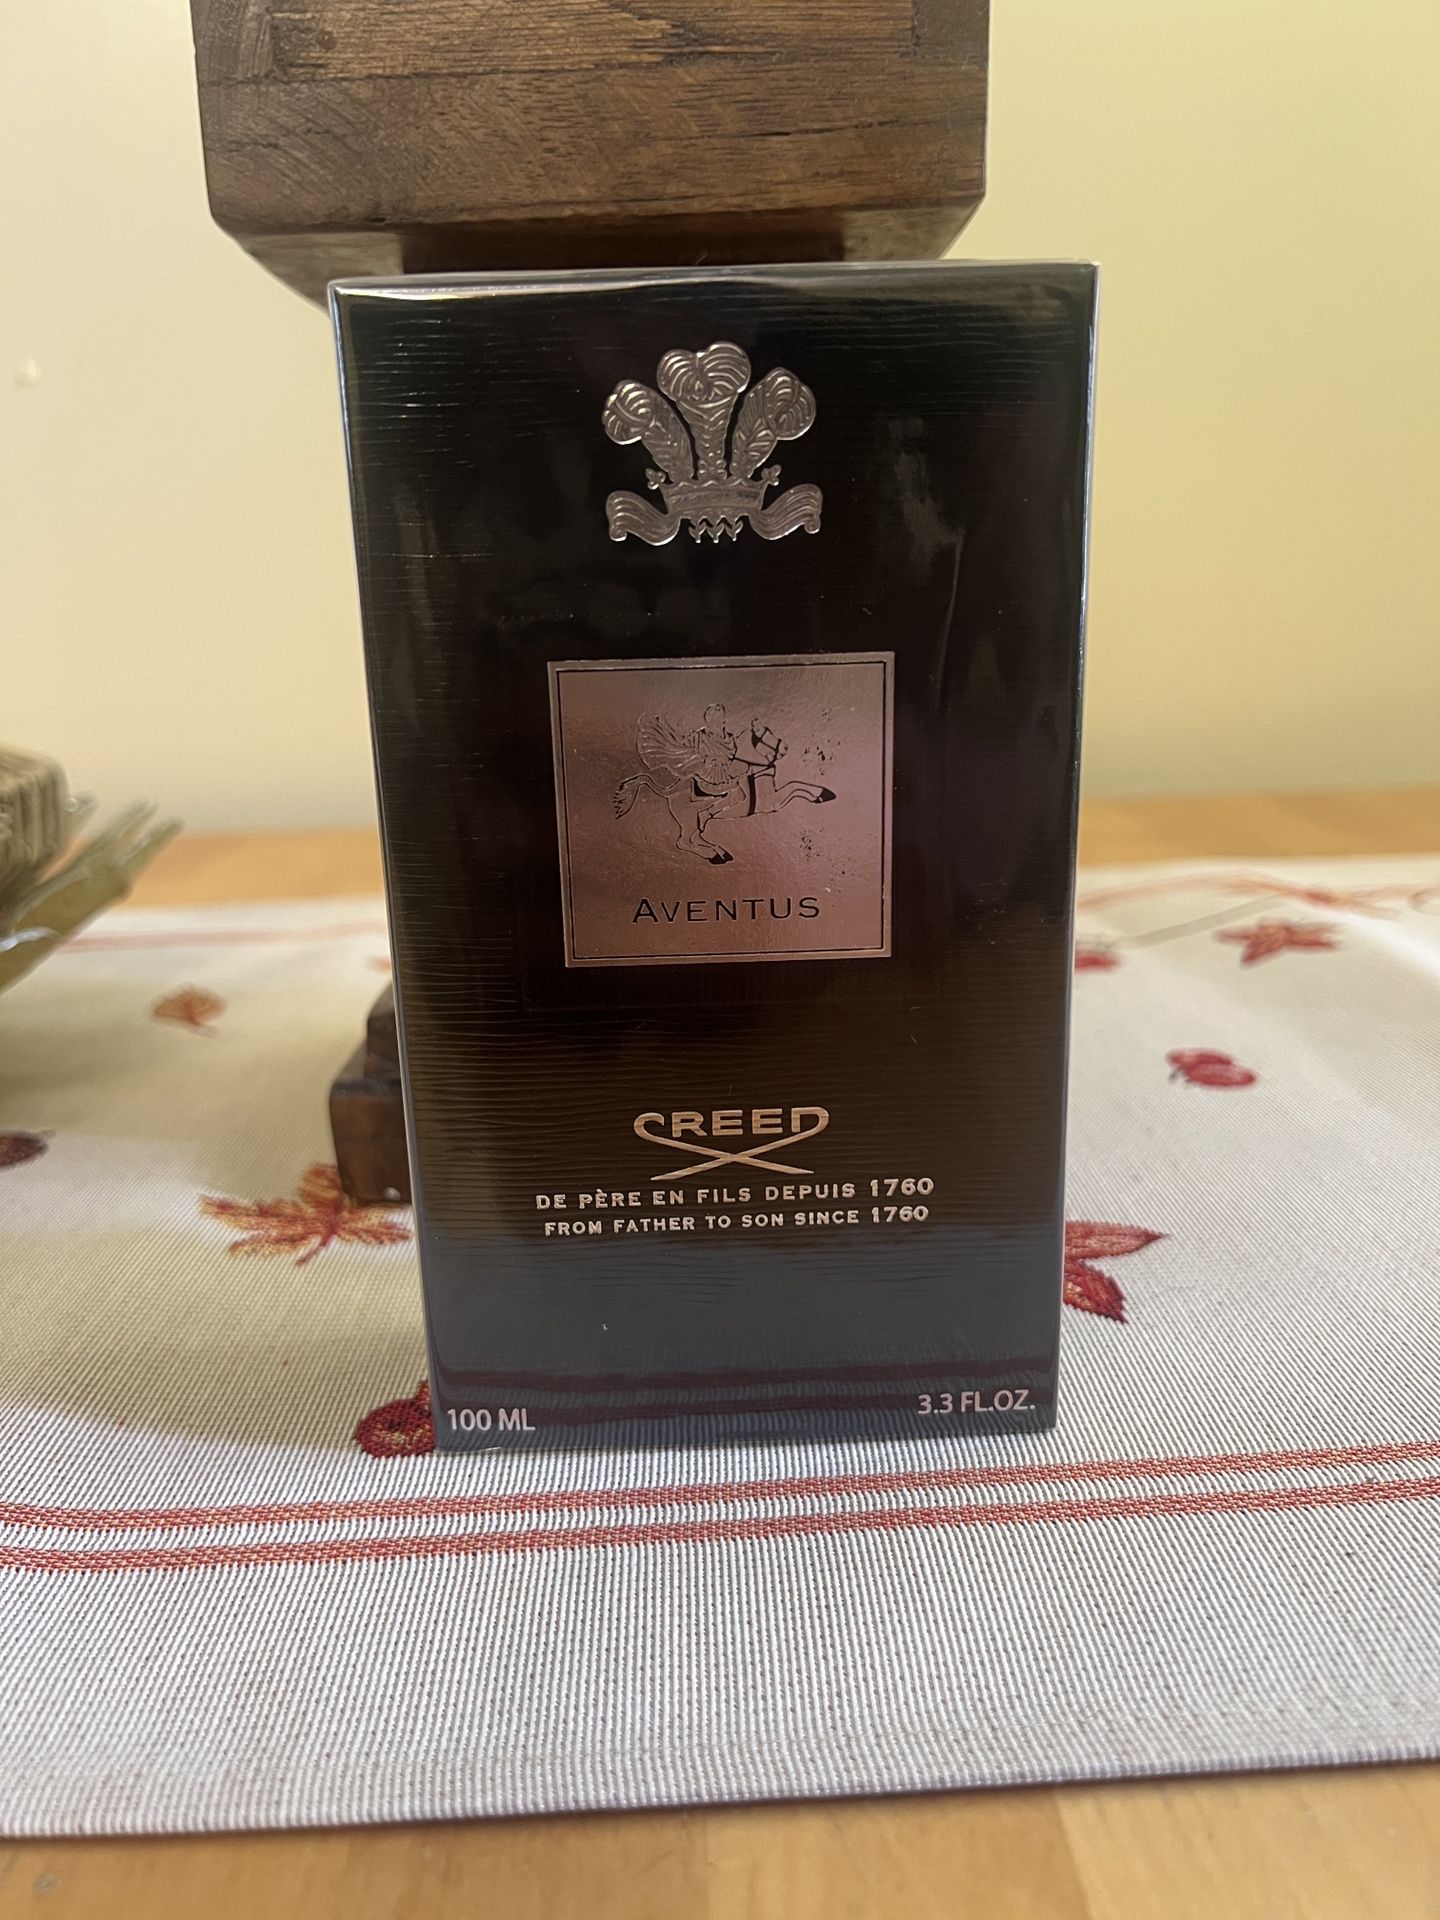 AVENTUS
CREED
DE PÈRE EN FILS DEPUIS 1760
FROM FATHER TO SON SINCE 1760
100 ML
3.3 FL.OZ.